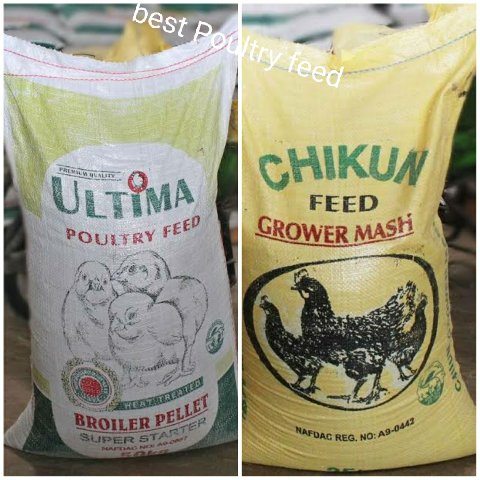 best Poultry feed
PREMIUM QUALITY
ULTIMA
POULTRY FEED
HEAT TREATED
BROILER PELLET
SUPER STARTER
CHIKUN
FEED
GROWER MASH
NAFDAC REG. NO: A9-0442